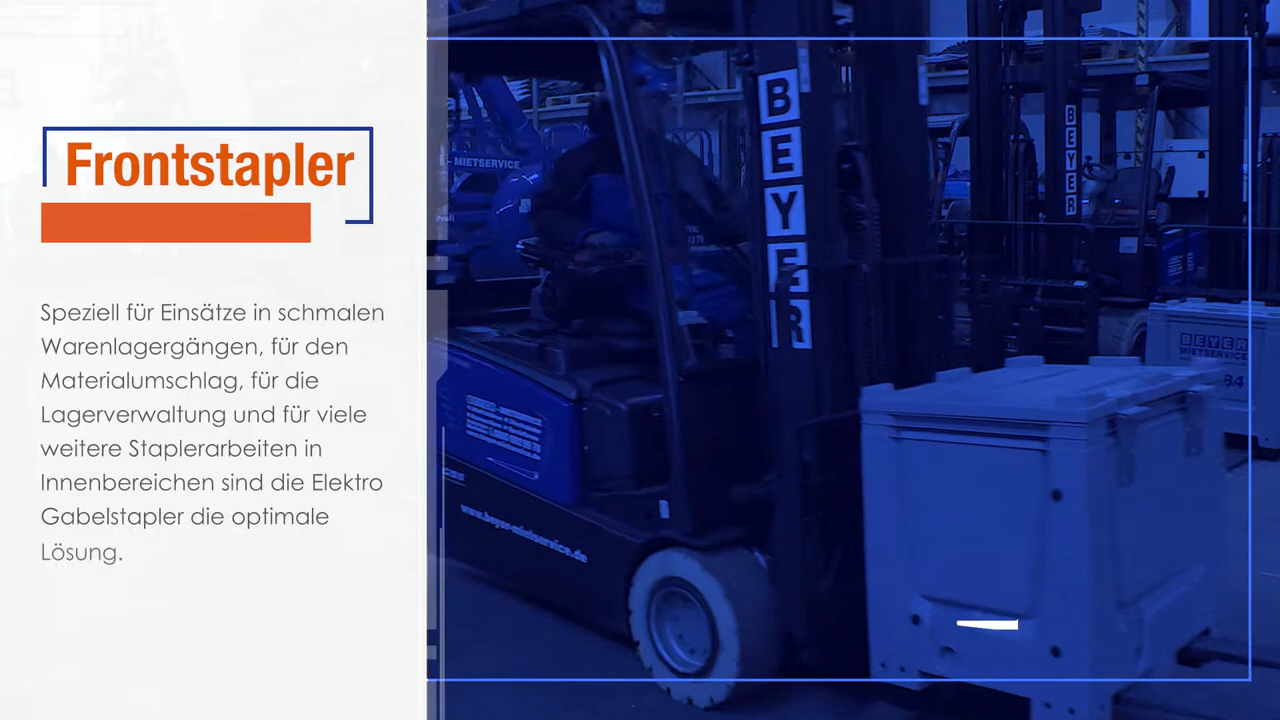 Frontstapler
Speziell für Einsätze in schmalen
Warenlagergängen, für den
Materialumschlag, für die
Lagerverwaltung und für viele
weitere Staplerarbeiten in
Innenbereichen sind die Elektro
Gabelstapler die optimale
Lösung.
BEYER
- MIETSERVICE
BEYER
BEYER
MIETSERVICE
84
www.beyer-mietservice.de